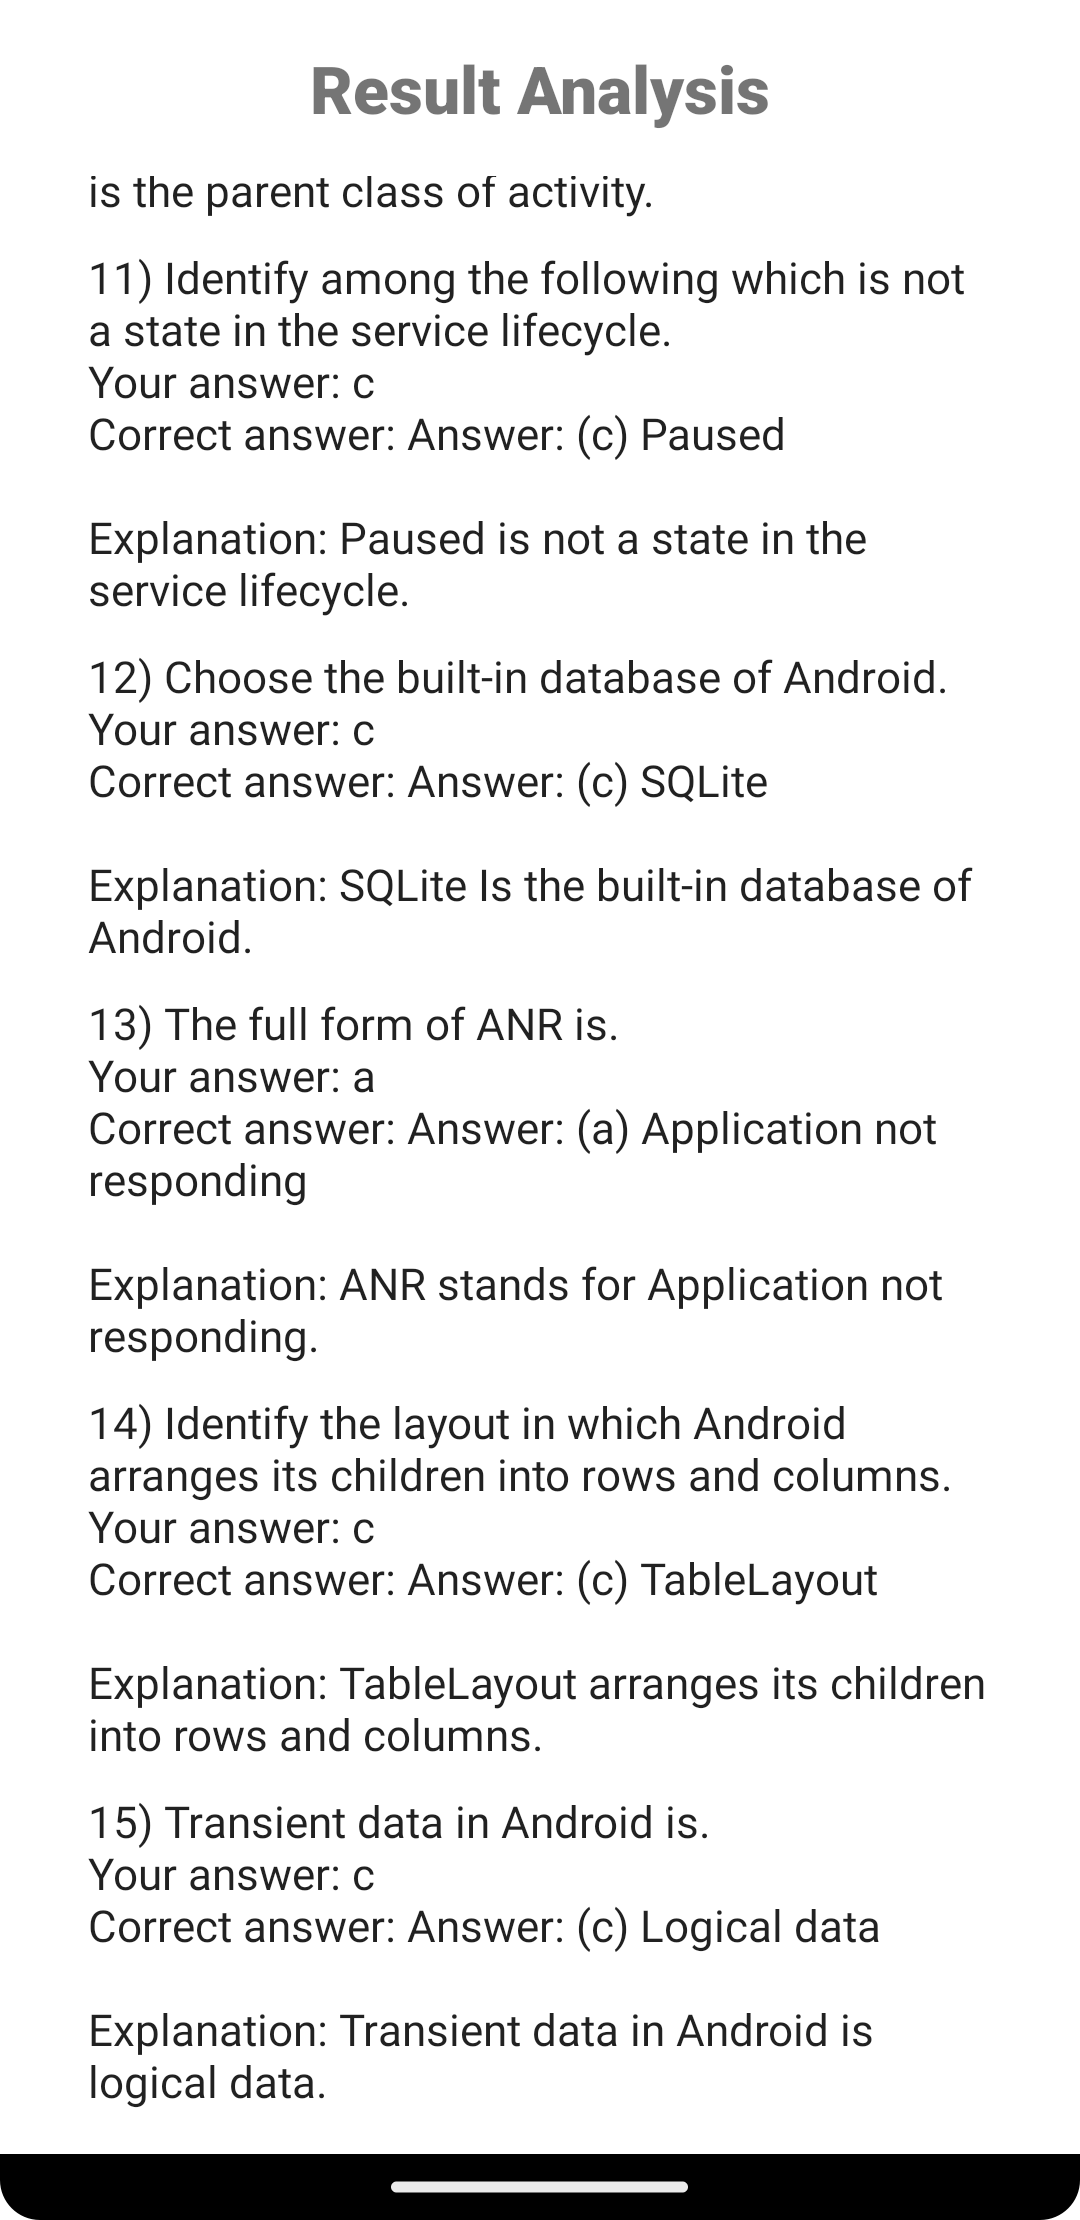 Result Analysis
is the parent class of activity.
11) Identify among the following which is not
a state in the service lifecycle.
Your answer: c
Correct answer: Answer: (c) Paused
Explanation: Paused is not a state in the
service lifecycle.
12) Choose the built-in database of Android.
Your answer: c
Correct answer: Answer: (c) SQLite
Explanation: SQLite Is the built-in database of
Android.
13) The full form of ANR is.
Your answer: a
Correct answer: Answer: (a) Application not
responding
Explanation: ANR stands for Application not
responding.
14) Identify the layout in which Android
arranges its children into rows and columns.
Your answer: c
Correct answer: Answer: (c) TableLayout
Explanation: TableLayout arranges its children
into rows and columns.
15) Transient data in Android is.
Your answer: c
Correct answer: Answer: (c) Logical data
Explanation: Transient data in Android is
logical data.